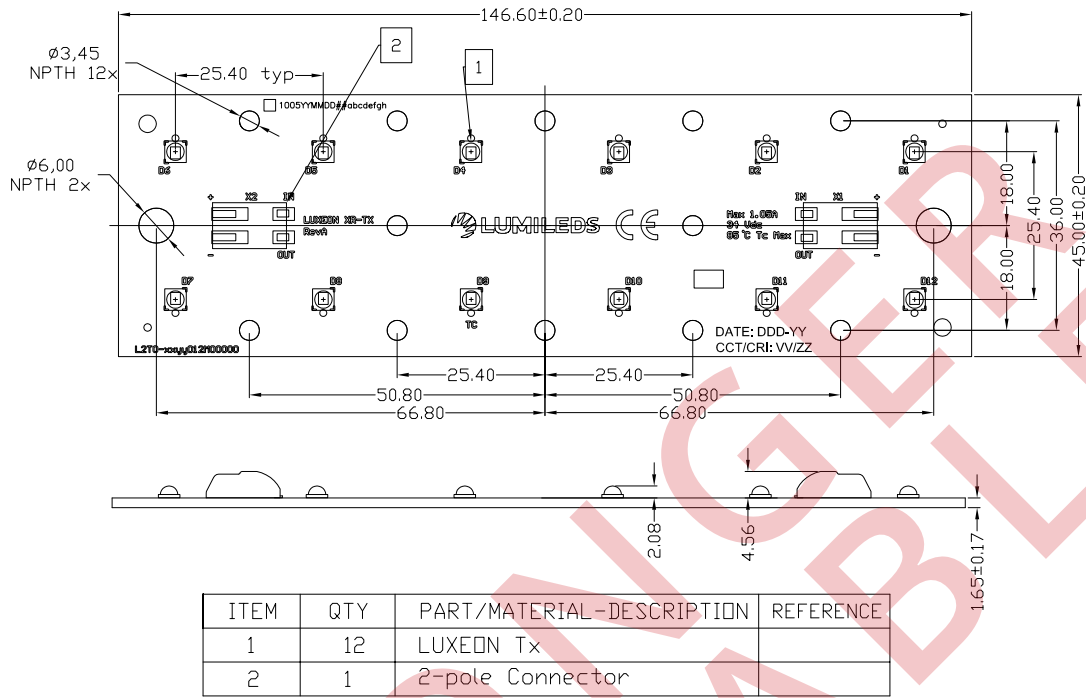 146.60±0.20
2
1
ø3,45
NPTH 12x
25.40 typ
1005YYMMDD##abcdefgh
ø6,00
NPTH 2x
D6
D5
D4
D3
D2
D1
+
X2
IN
IN
X1
+
LUXEON XR-TX
RevA
LUMILEDS
CE
Max 1.05A
34 Vdc
85°C Tc Max
-
OUT
OUT
-
18.00
18.00
25.40
36.00
45.00±0.20
D7
D8
D9
D10
D11
D12
TC
L2T0-xxyy012M00000
DATE: DDD-YY
CCT/CRI: VV/ZZ
25.40
25.40
50.80
50.80
66.80
66.80
2.08
4.56
1.65±0.17
ITEM QTY PART/MATERIAL-DESCRIPTION REFERENCE
1 12 LUXEON Tx
2 1 2-pole Connector